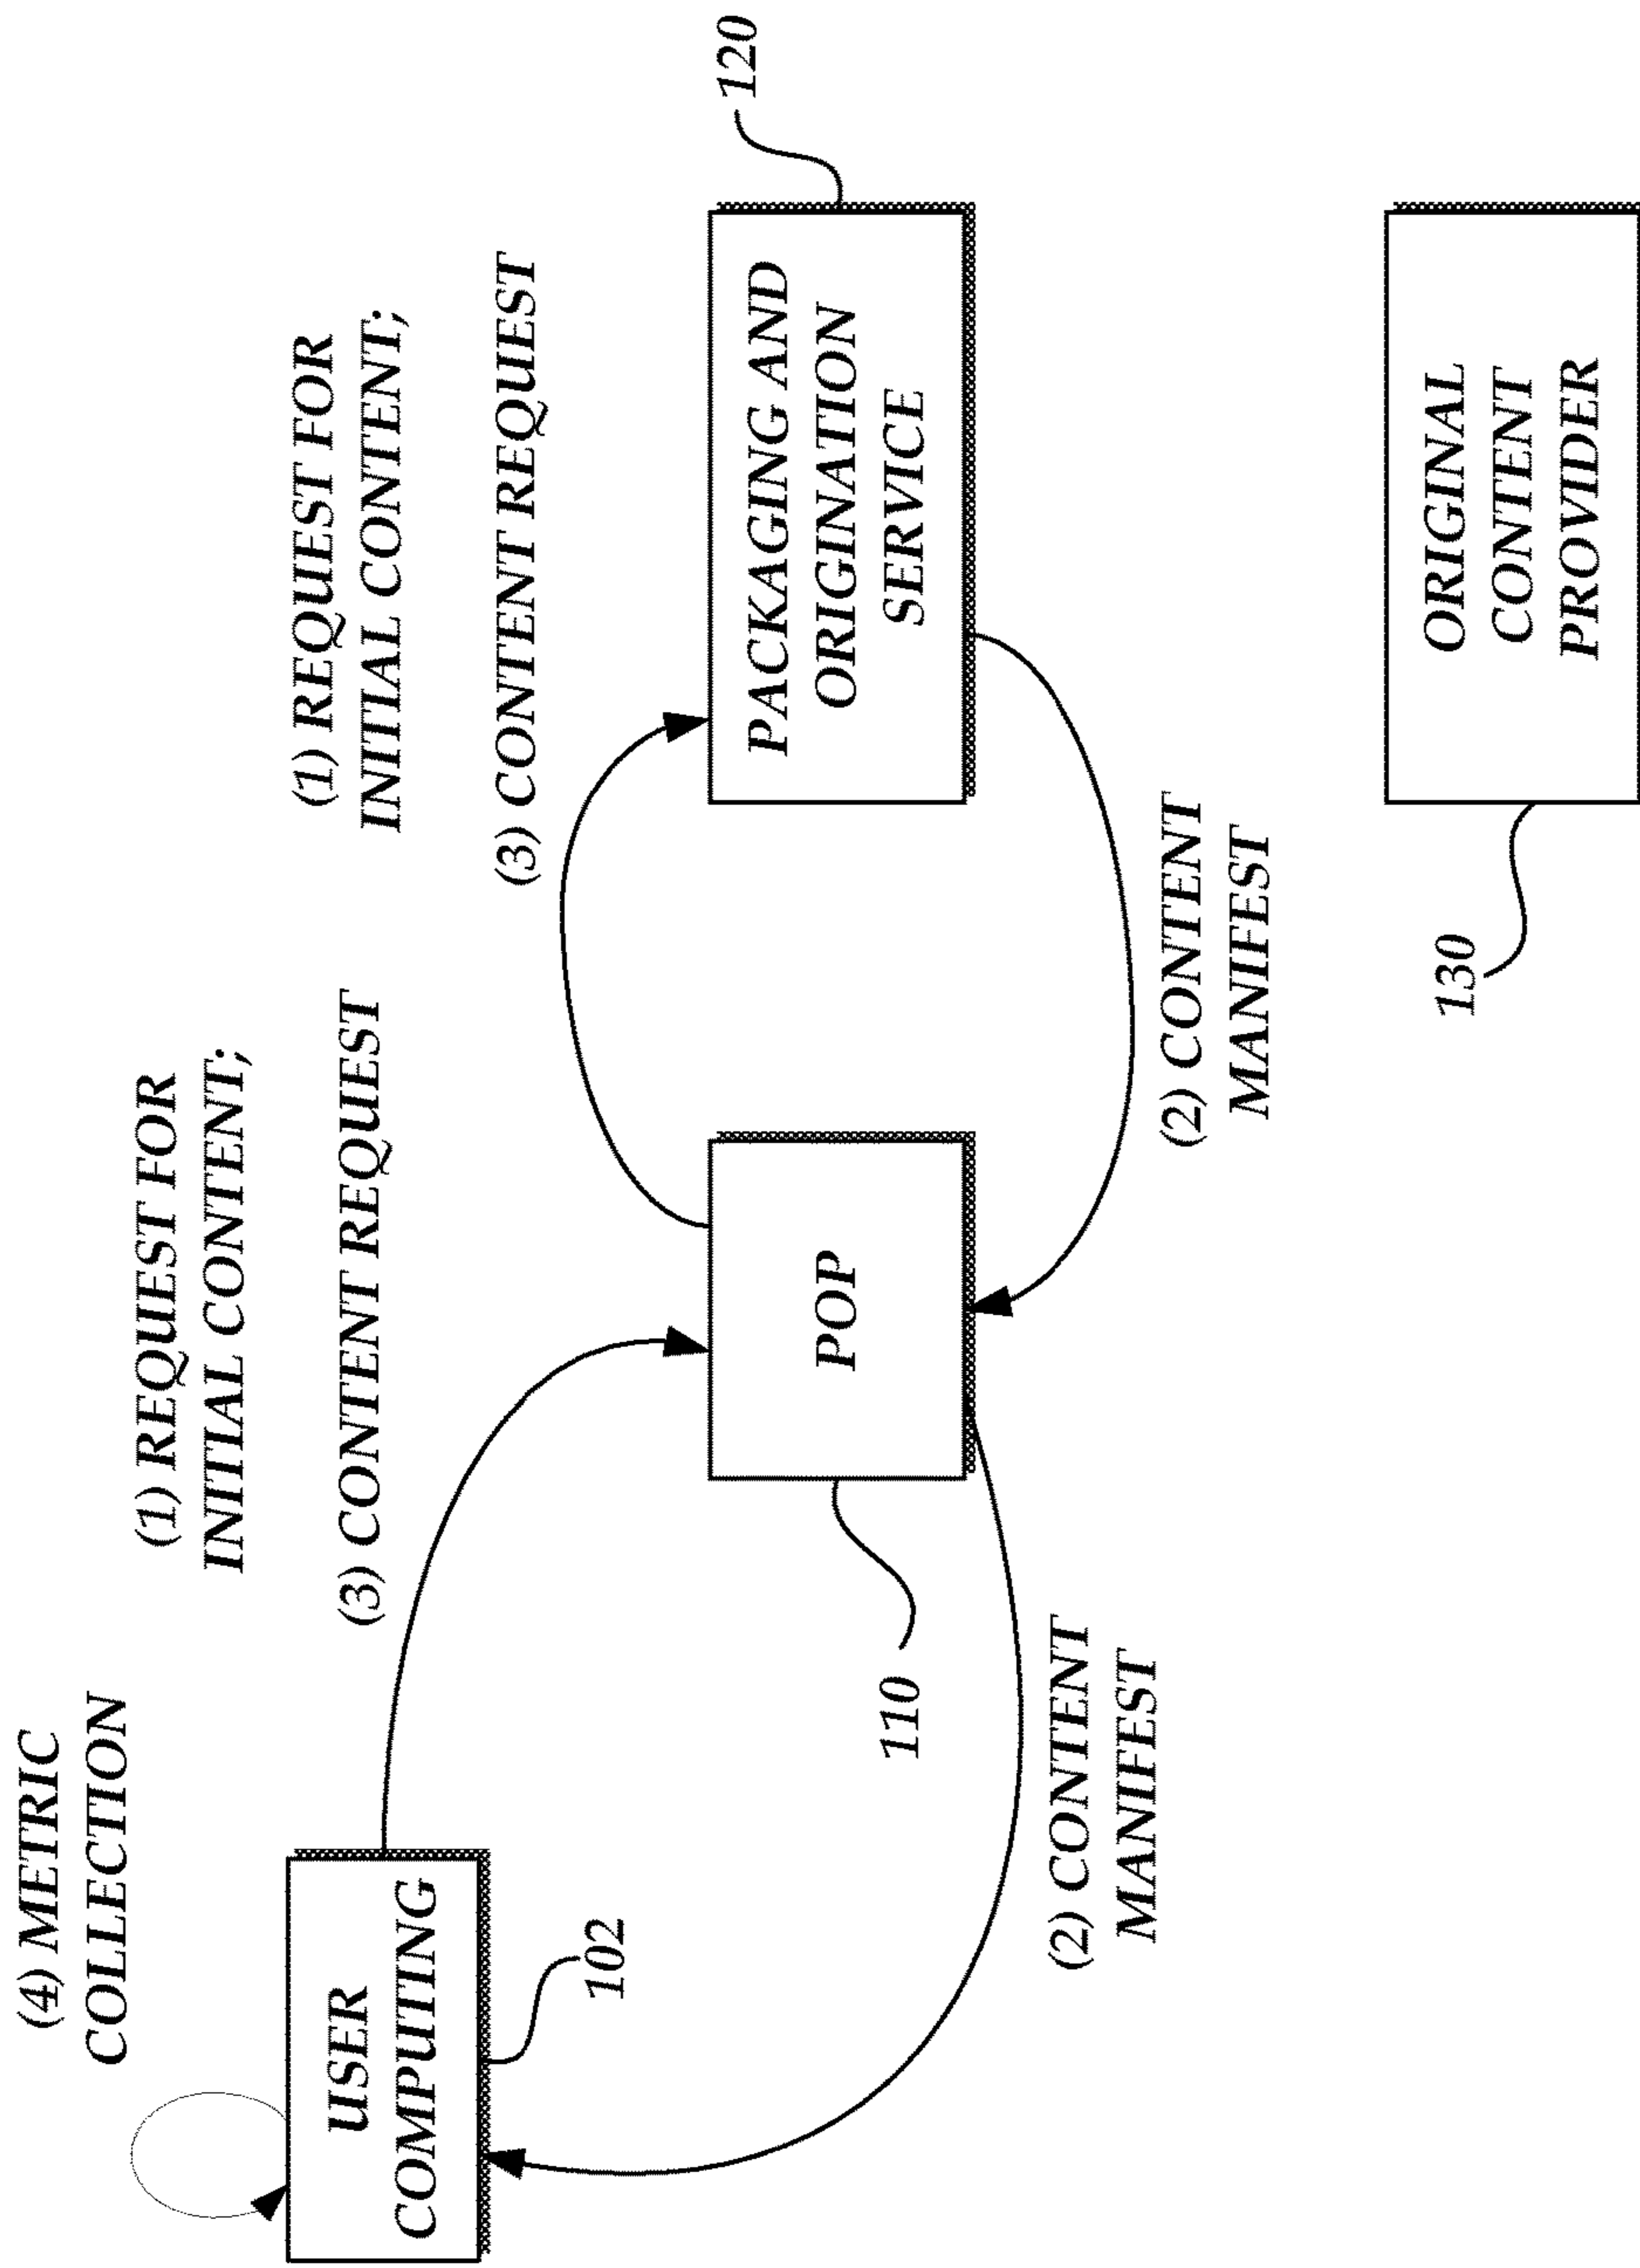 (4) METRIC
COLLECTION
(1) REQUEST FOR
INITIAL CONTENT;
(3) CONTENT REQUEST
(1) REQUEST FOR
INITIAL CONTENT;
(3) CONTENT REQUEST
USER
COMPUTING
102
POP
110
PACKAGING AND
ORIGINATION
SERVICE
120
(2) CONTENT
MANIFEST
(2) CONTENT
MANIFEST
130
ORIGINAL
CONTENT
PROVIDER